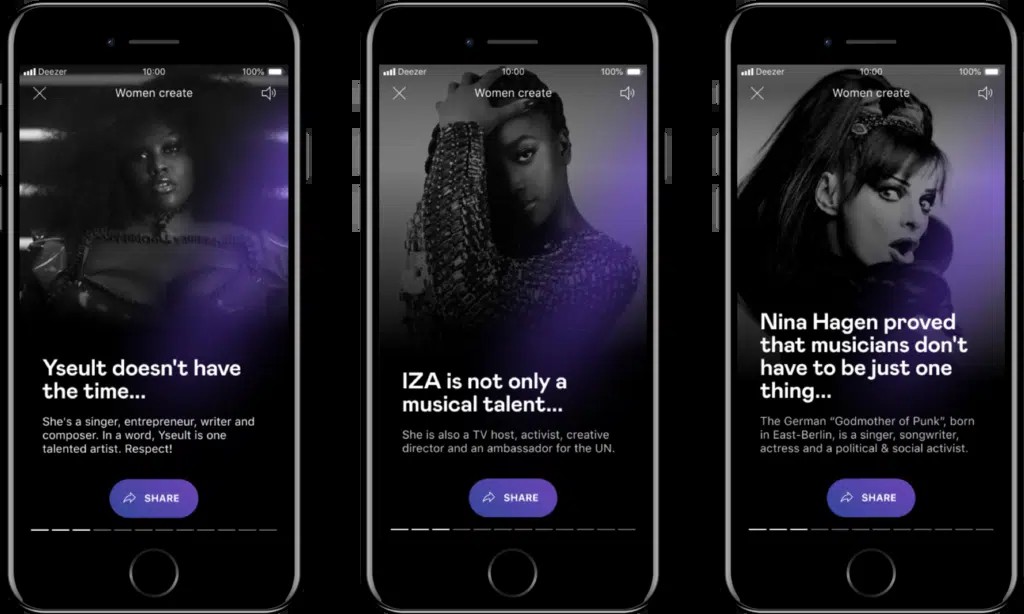 Deezer 10:00 100%
Women create
Yseult doesn't have
the time...
She's a singer, entrepreneur, writer and
composer. In a word, Yseult is one
talented artist. Respect!
SHARE
Deezer 10:00 100%
Women create
IZA is not only a
musical talent...
She is also a TV host, activist, creative
director and an ambassador for the UN.
SHARE
Deezer 10:00 100%
Women create
Nina Hagen proved
that musicians don't
have to be just one
thing...
The German “Godmother of Punk”, born
in East-Berlin, is a singer, songwriter,
actress and a political & social activist.
SHARE